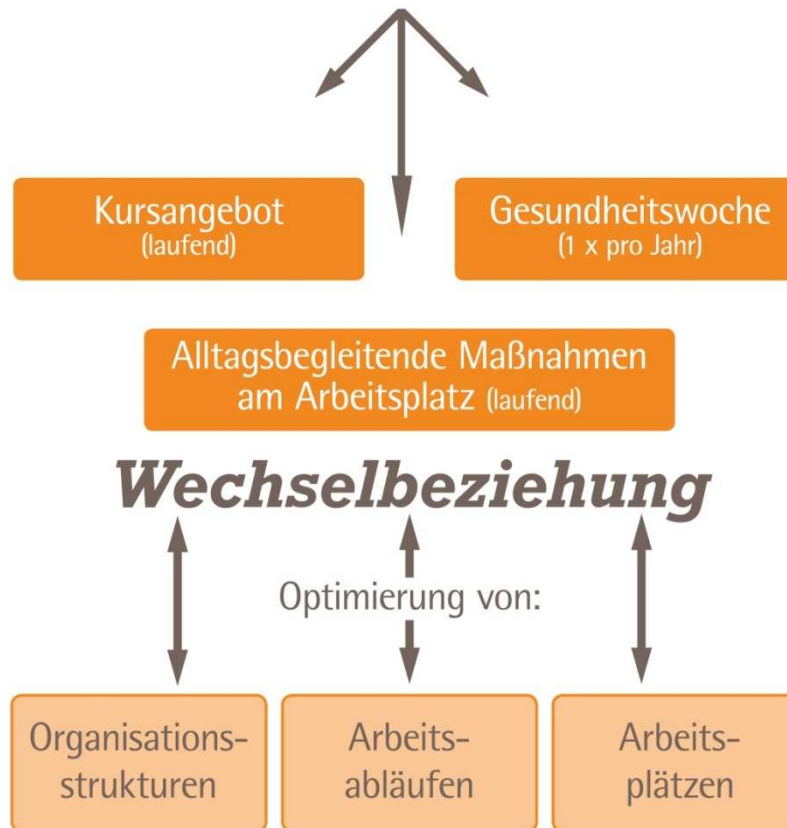 Kursangebot
(laufend)
Gesundheitswoche
(1 x pro Jahr)
Alltagsbegleitende Maßnahmen
am Arbeitsplatz (laufend)
Wechselbeziehung
Optimierung von:
Organisations-
strukturen
Arbeits-
abläufen
Arbeits-
plätzen